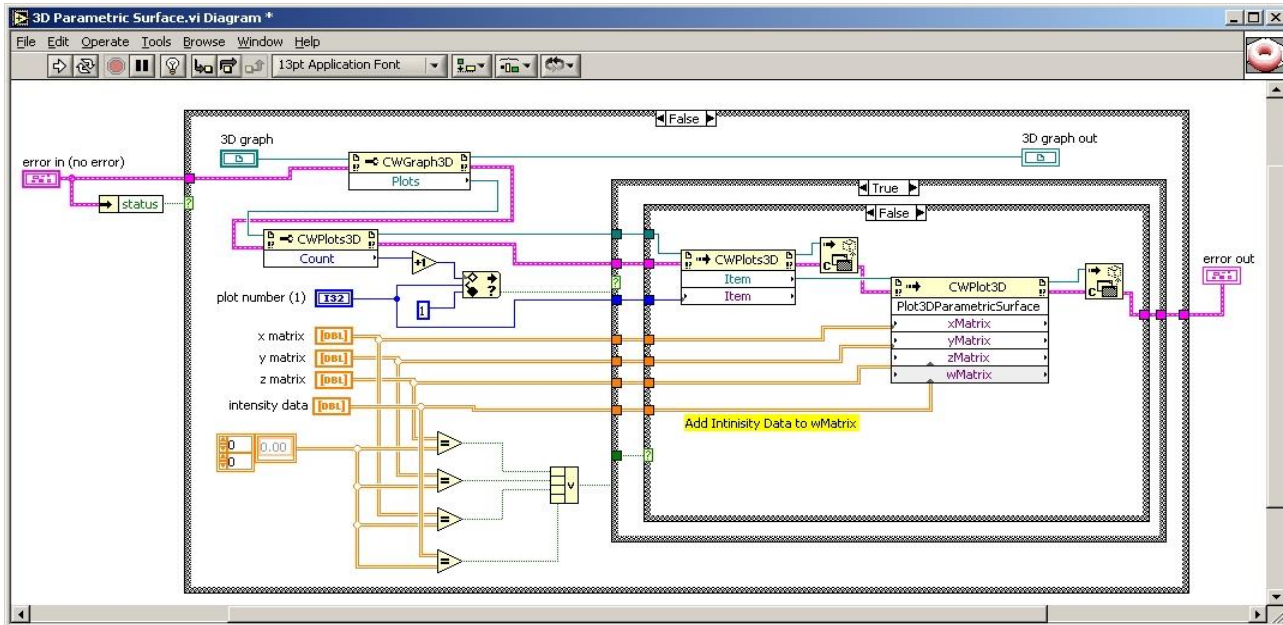 3D Parametric Surface.vi Diagram *
File Edit Operate Tools Browse Window Help
13pt Application Font
False
3D graph
3D graph out
error in (no error)
CWGraph3D
Plots
True
status
False
CWPlots3D
Count
+1
CWPlots3D
Item
Item
error out
CWPlot3D
Plot3DParametricSurface
xMatrix
yMatrix
zMatrix
wMatrix
plot number (1)
I32
1
x matrix
[DBL]
y matrix
[DBL]
z matrix
[DBL]
intensity data
[DBL]
Add Intinisity Data to wMatrix
0
0.00
0